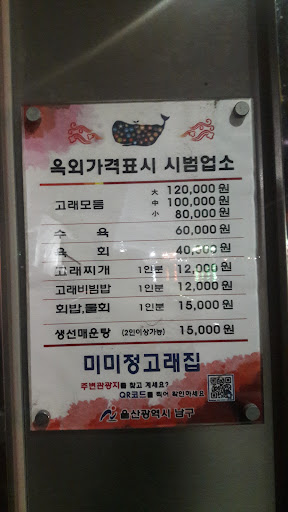 옥외가격표시 시범업소
고래모듬 大 120,000원
中 100,000원
小 80,000원
수 육 60,000원
육 회 40,000원
고래찌개 1인분 12,000원
고래비빔밥 1인분 12,000원
회밥,물회 1인분 15,000원
생선매운탕 (2인이상가능) 15,000원
미미정고래집
주변관광지를 찾고 계세요?
QR코드를 찍어 확인하세요
울산광역시 남구